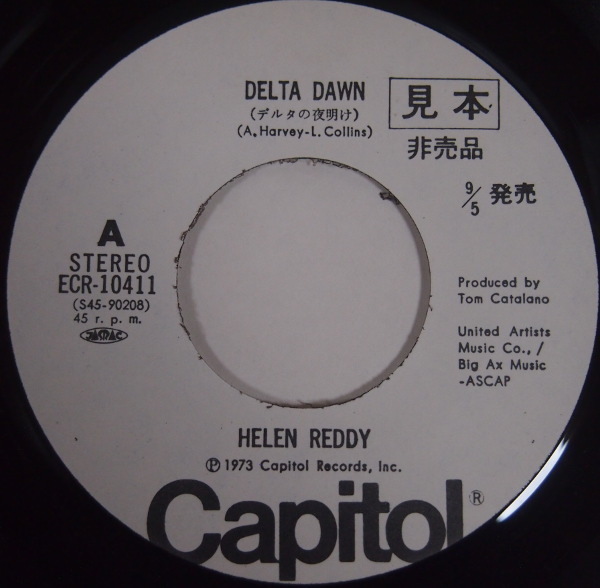 DELTA DAWN
(デルタの夜明け)
(A. Harvey-L. Collins)
見本
非売品
9/5 発売
A
STEREO
ECR-10411
(S45-90208)
45 r. p. m.
JASRAC
Produced by
Tom Catalano
United Artists
Music Co., /
Big Ax Music
-ASCAP
HELEN REDDY
Ⓟ 1973 Capitol Records, Inc.
Capitol®